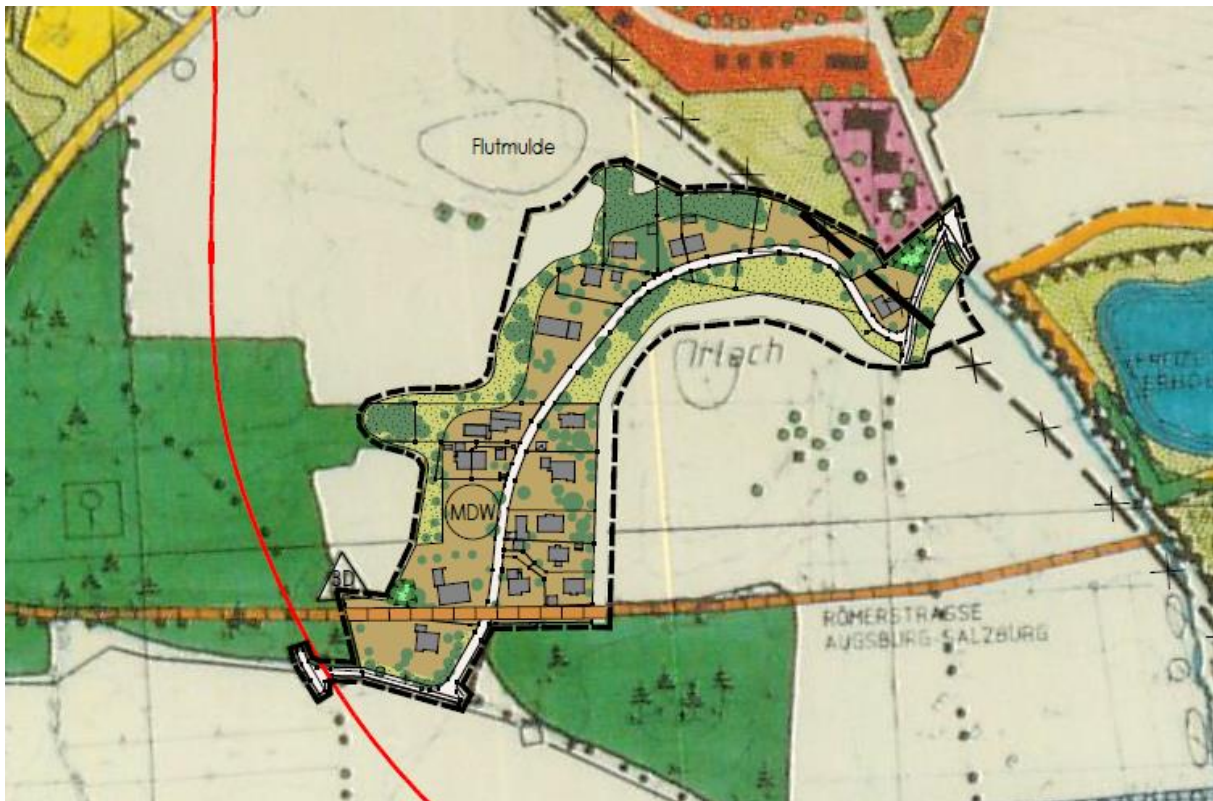 Flutmulde
Irlach
MDW
BD
RÖMERSTRASSE
AUGSBURG-SALZBURG